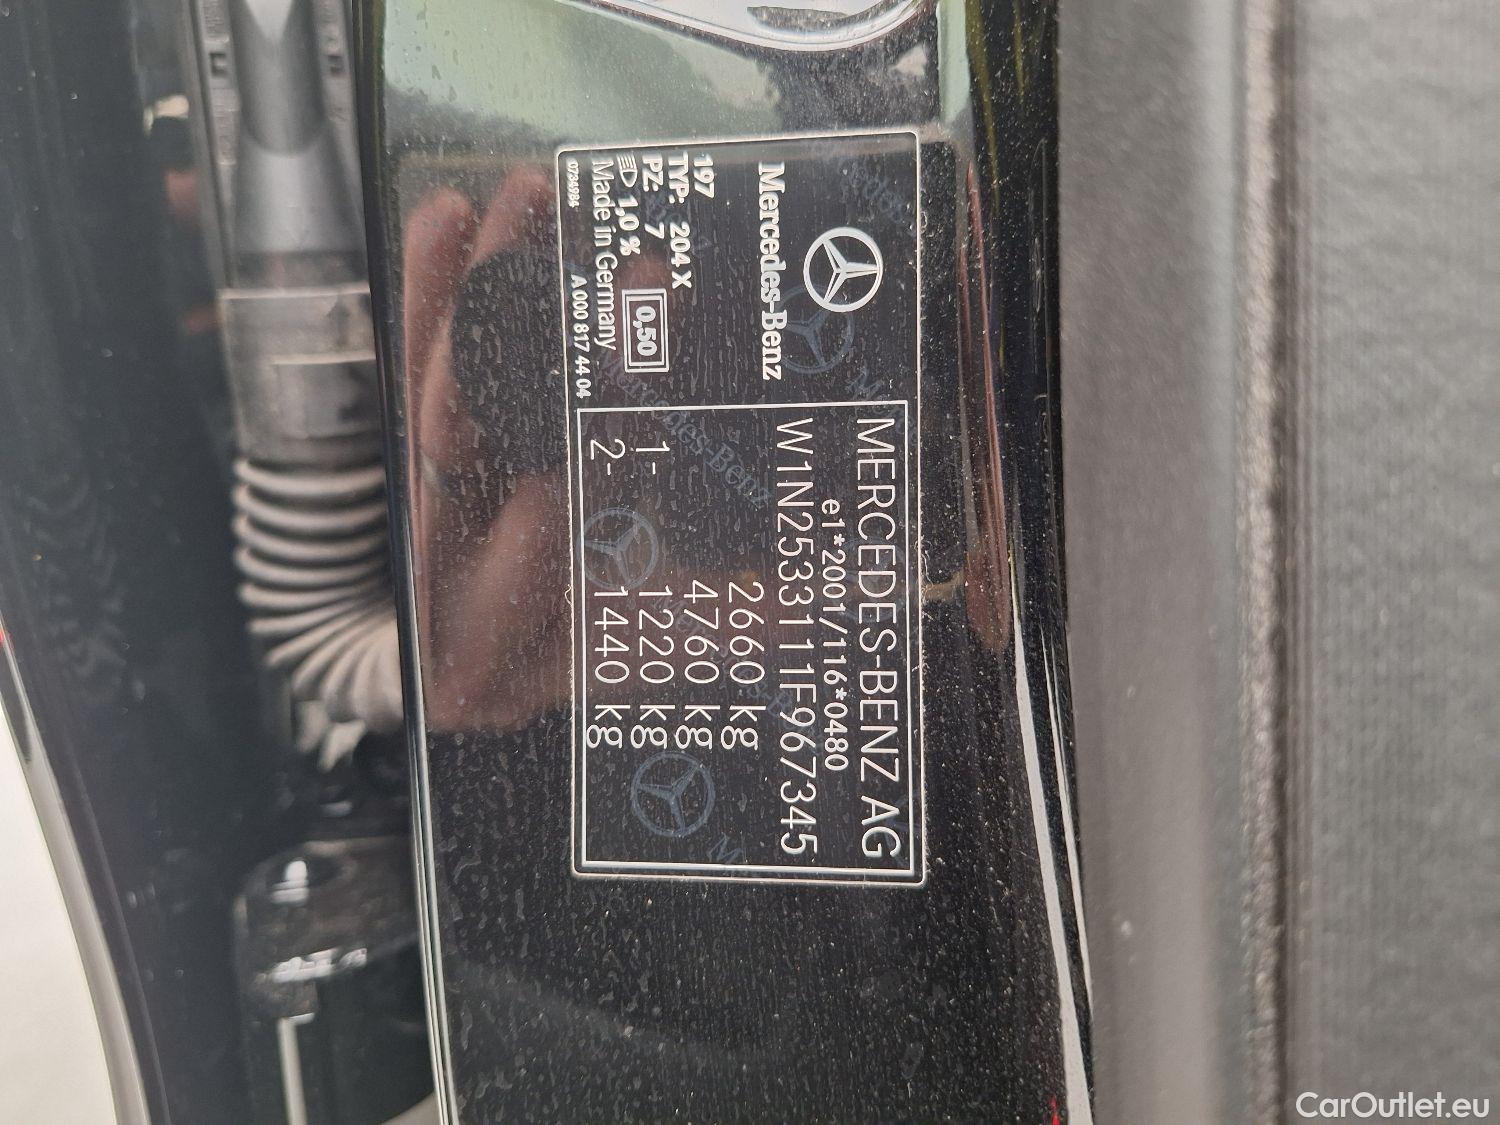 Mercedes-Benz
197
TYP: 204 X
PZ: 7
1,0 %
0,50
Made in Germany
A 000 817 44 04
MERCEDES-BENZ AG
e1*2001/116*0480
W1N2533111F967345
2660 kg
4760 kg
1- 1220 kg
2- 1440 kg
CarOutlet.eu